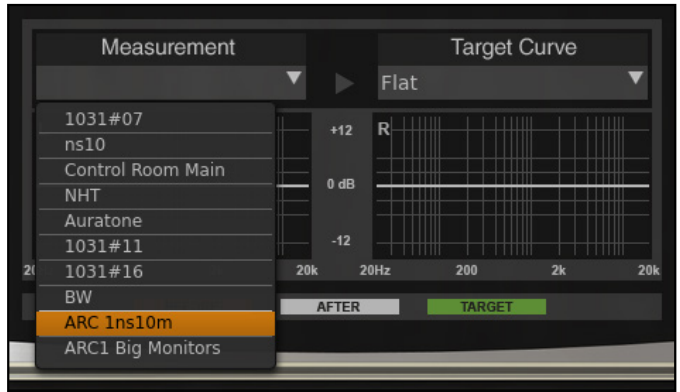 Measurement
Target Curve
Flat
1031#07
ns10
Control Room Main
NHT
Auratone
1031#11
1031#16
BW
ARC 1ns10m
ARC1 Big Monitors
+12
R
0 dB
-12
20
20k
20Hz
200
2k
20k
AFTER
TARGET